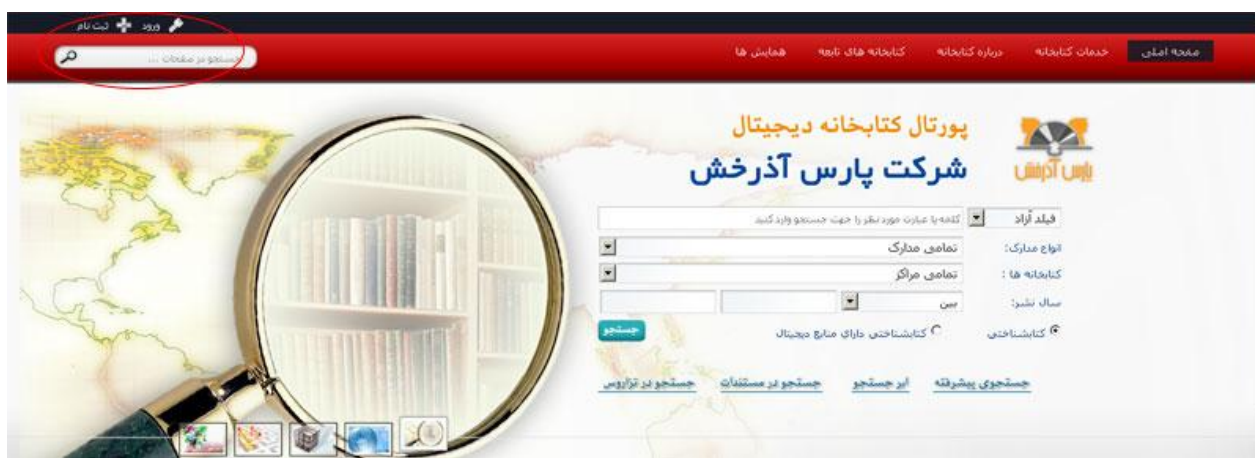 ورود ثبت نام
صفحه اصلی خدمات کتابخانه درباره کتابخانه کتابخانه های تابعه همایش ها
جستجو در صفحات ...
پورتال کتابخانه دیجیتال
شرکت پارس آذرخش
پارس آذرخش
فیلد آزاد کلمه یا عبارت مورد نظر را جهت جستجو وارد کنید
انواع مدارک: تمامی مدارک
کتابخانه ها : تمامی مراکز
سال نشر: بین
کتابشناختی کتابشناختی دارای منابع دیجیتال جستجو
جستجوی پیشرفته ابر جستجو جستجو در مستندات جستجو در تزاروس